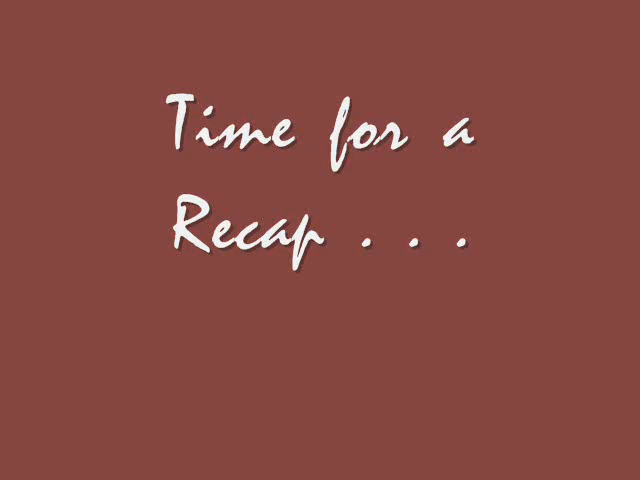 Time for a
Recap . . .